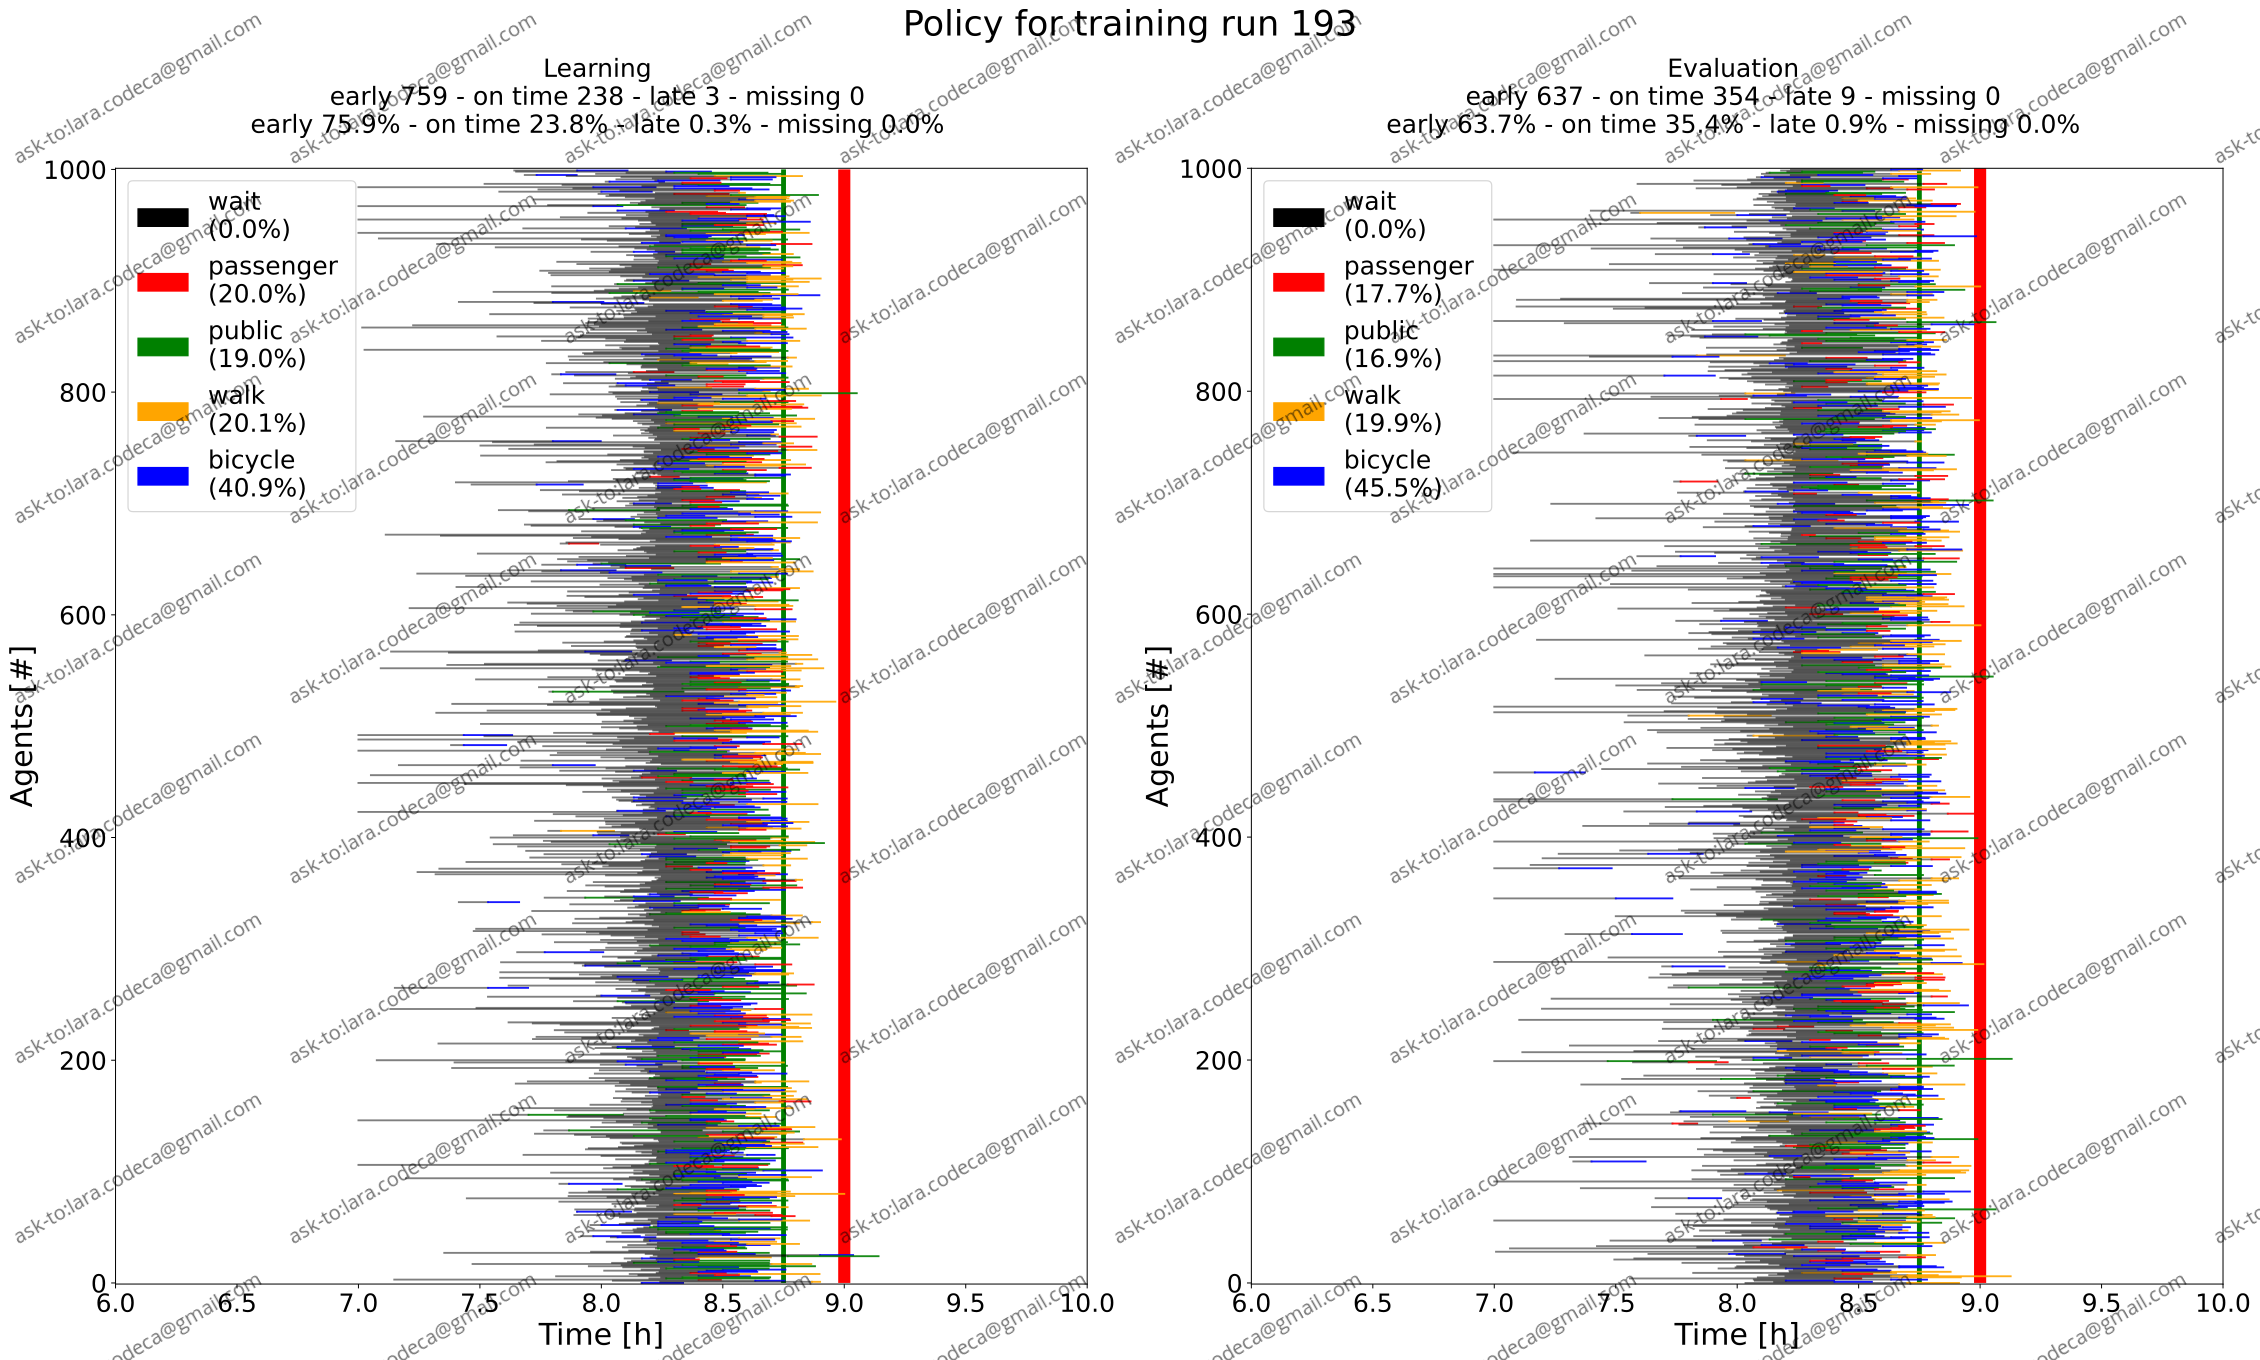 Policy for training run 193
Learning
early 759 - on time 238 - late 3 - missing 0
early 75.9% - on time 23.8% - late 0.3% - missing 0.0%
1000
800
600
400
200
0
Agents [#]
wait
(0.0%)
passenger
(20.0%)
public
(19.0%)
walk
(20.1%)
bicycle
(40.9%)
6.0 6.5 7.0 7.5 8.0 8.5 9.0 9.5 10.0
Time [h]
Evaluation
early 637 - on time 354 - late 9 - missing 0
early 63.7% - on time 35.4% - late 0.9% - missing 0.0%
1000
800
600
400
200
0
Agents [#]
wait
(0.0%)
passenger
(17.7%)
public
(16.9%)
walk
(19.9%)
bicycle
(45.5%)
6.0 6.5 7.0 7.5 8.0 8.5 9.0 9.5 10.0
Time [h]
ask-to:lara.codeca@gmail.com